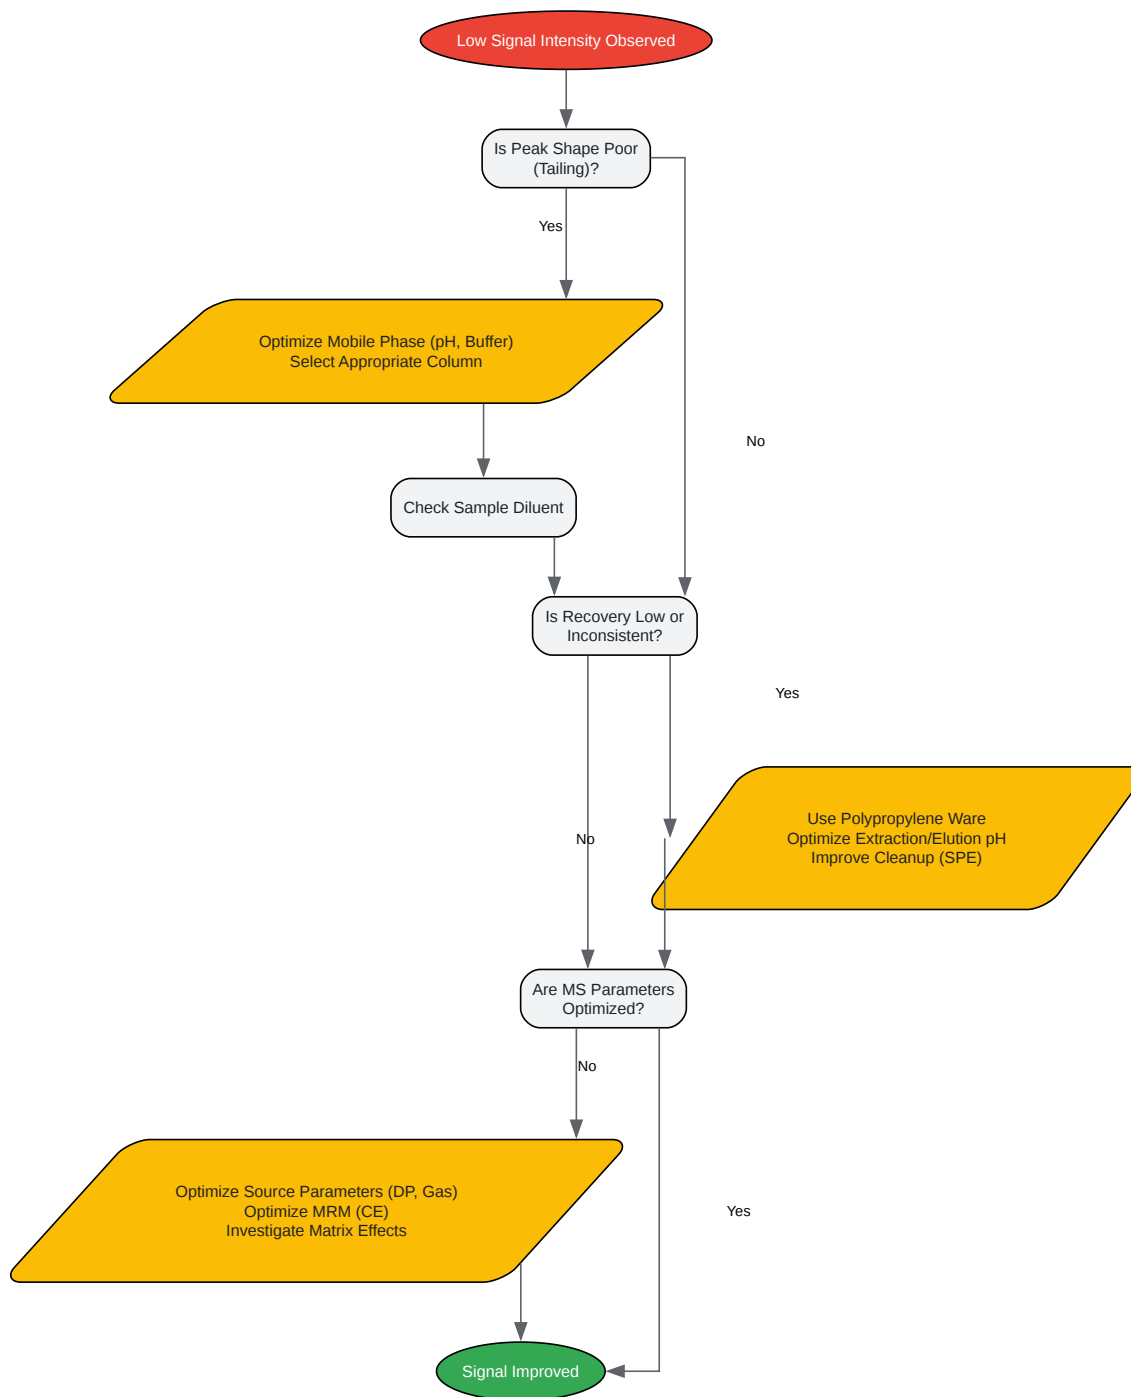 Low Signal Intensity Observed
Is Peak Shape Poor
(Tailing)?
Yes
Optimize Mobile Phase (pH, Buffer)
Select Appropriate Column
No
Check Sample Diluent
Is Recovery Low or
Inconsistent?
Yes
Use Polypropylene Ware
Optimize Extraction/Elution pH
Improve Cleanup (SPE)
No
Are MS Parameters
Optimized?
No
Optimize Source Parameters (DP, Gas)
Optimize MRM (CE)
Investigate Matrix Effects
Yes
Signal Improved